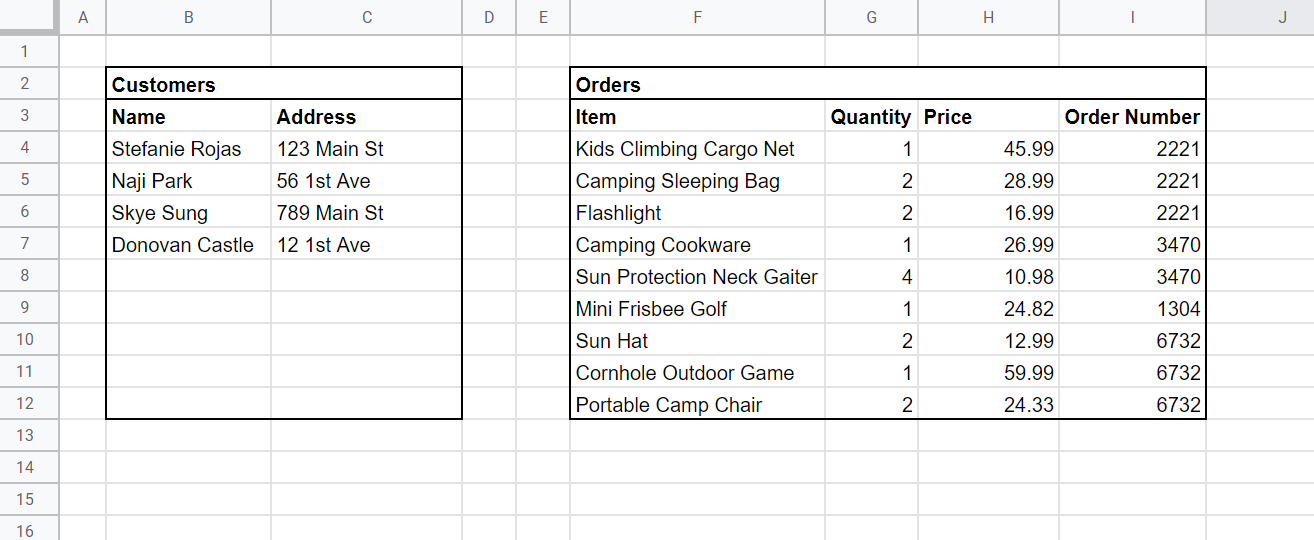 A B C D E F G H I J
1
2 Customers Orders
3 Name Address Item Quantity Price Order Number
4 Stefanie Rojas 123 Main St Kids Climbing Cargo Net 1 45.99 2221
5 Naji Park 56 1st Ave Camping Sleeping Bag 2 28.99 2221
6 Skye Sung 789 Main St Flashlight 2 16.99 2221
7 Donovan Castle 12 1st Ave Camping Cookware 1 26.99 3470
8 Sun Protection Neck Gaiter 4 10.98 3470
9 Mini Frisbee Golf 1 24.82 1304
10 Sun Hat 2 12.99 6732
11 Cornhole Outdoor Game 1 59.99 6732
12 Portable Camp Chair 2 24.33 6732
13
14
15
16